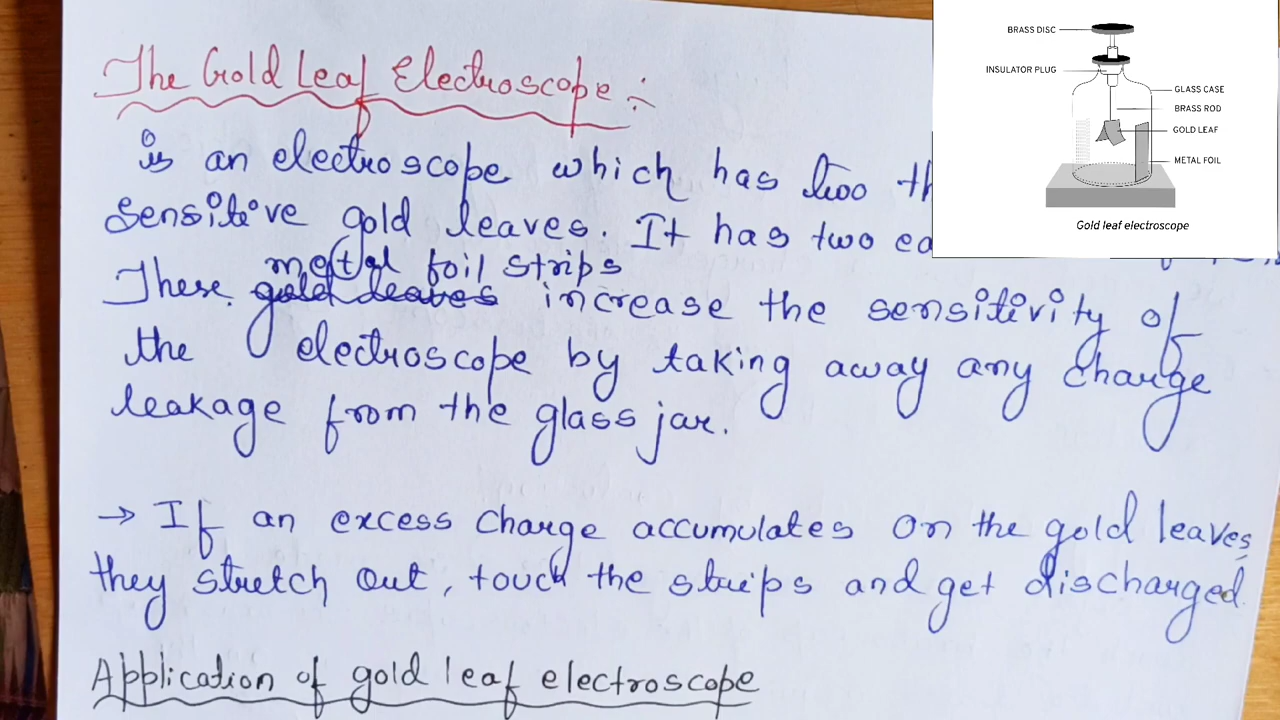 The Gold Leaf Electroscope :-
is an electroscope which has two
sensitive gold leaves. It has two
metal foil strips
These gold leaves increase the sensitivity of
the electroscope by taking away any charge
leakage from the glass jar.
→ If an excess charge accumulates on the gold leaves,
they stretch out, touch the strips and get discharged.
Application of gold leaf electroscope
BRASS DISC
INSULATOR PLUG
GLASS CASE
BRASS ROD
GOLD LEAF
METAL FOIL
Gold leaf electroscope